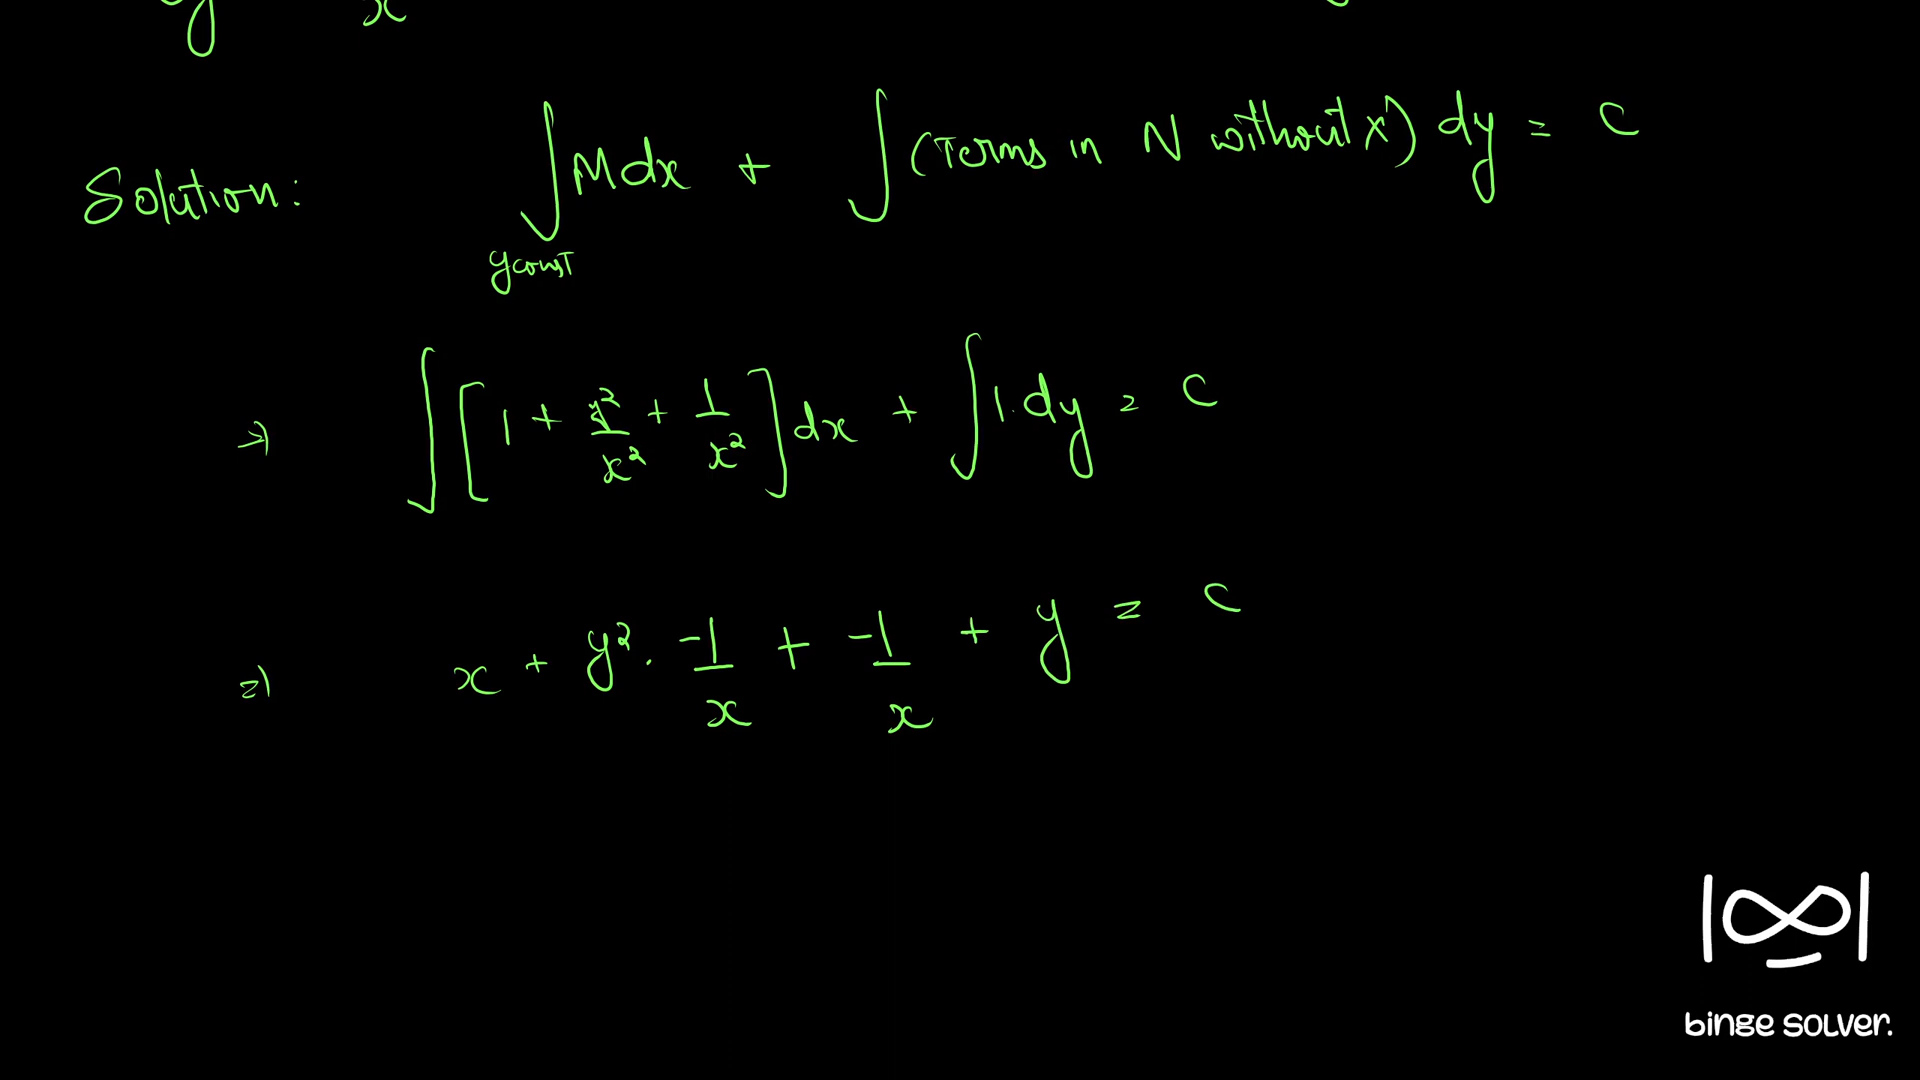 y x
Solution: ∫ M dx + ∫ (Terms in N without x) dy = c
y const
⇒ ∫ [ 1 + y²/x² + 1/x² ] dx + ∫ 1. dy = c
⇒ x + y² . -1/x + -1/x + y = c
binge solver.